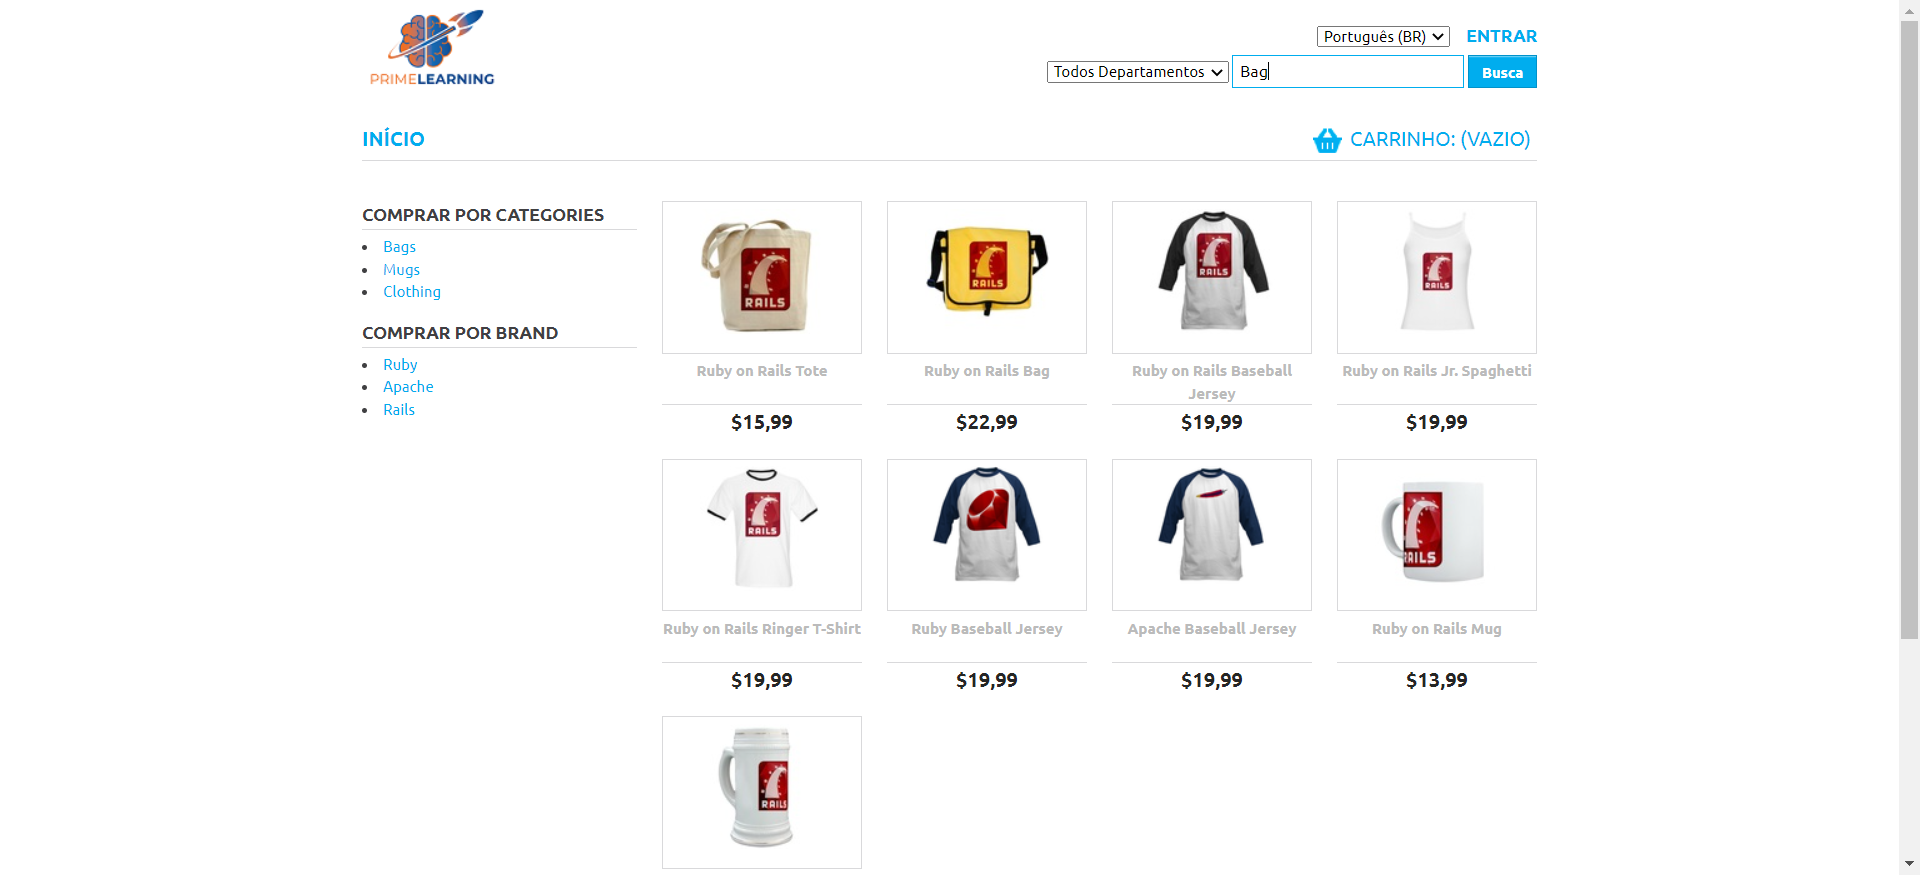 PRIMELEARNING
Português (BR)
ENTRAR
Todos Departamentos
Bag
Busca
INÍCIO
CARRINHO: (VAZIO)
COMPRAR POR CATEGORIES
Bags
Mugs
Clothing
COMPRAR POR BRAND
Ruby
Apache
Rails
RAILS
RAILS
RAILS
RAILS
Ruby on Rails Tote
Ruby on Rails Bag
Ruby on Rails Baseball
Jersey
Ruby on Rails Jr. Spaghetti
$15,99
$22,99
$19,99
$19,99
RAILS
RAILS
Ruby on Rails Ringer T-Shirt
Ruby Baseball Jersey
Apache Baseball Jersey
Ruby on Rails Mug
$19,99
$19,99
$19,99
$13,99
RAILS